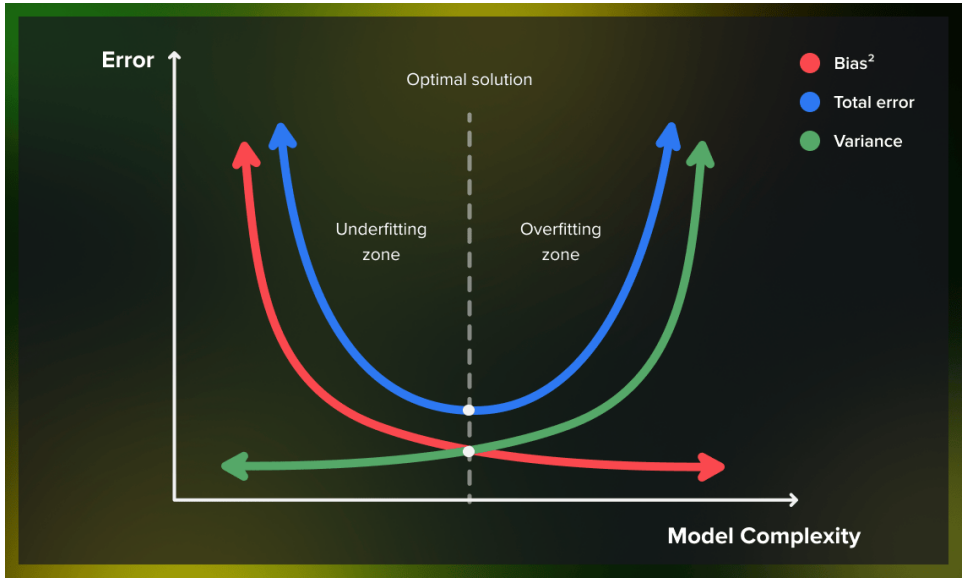 Error
Optimal solution
Bias²
Total error
Variance
Underfitting
zone
Overfitting
zone
Model Complexity